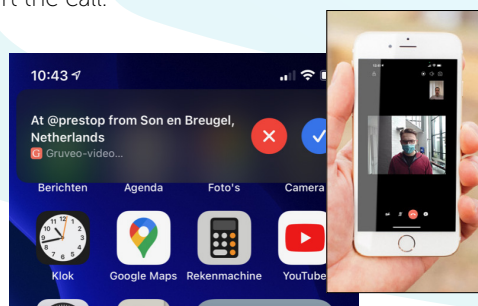 rt the call.
10:43
At @prestop from Son en Breugel,
Netherlands
G Gruveo-video...
Berichten Agenda Foto's Camera
Klok Google Maps Rekenmachine YouTube